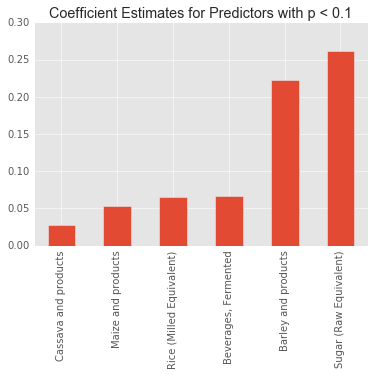 Coefficient Estimates for Predictors with p < 0.1
0.30
0.25
0.20
0.15
0.10
0.05
0.00
Cassava and products
Maize and products
Rice (Milled Equivalent)
Beverages, Fermented
Barley and products
Sugar (Raw Equivalent)